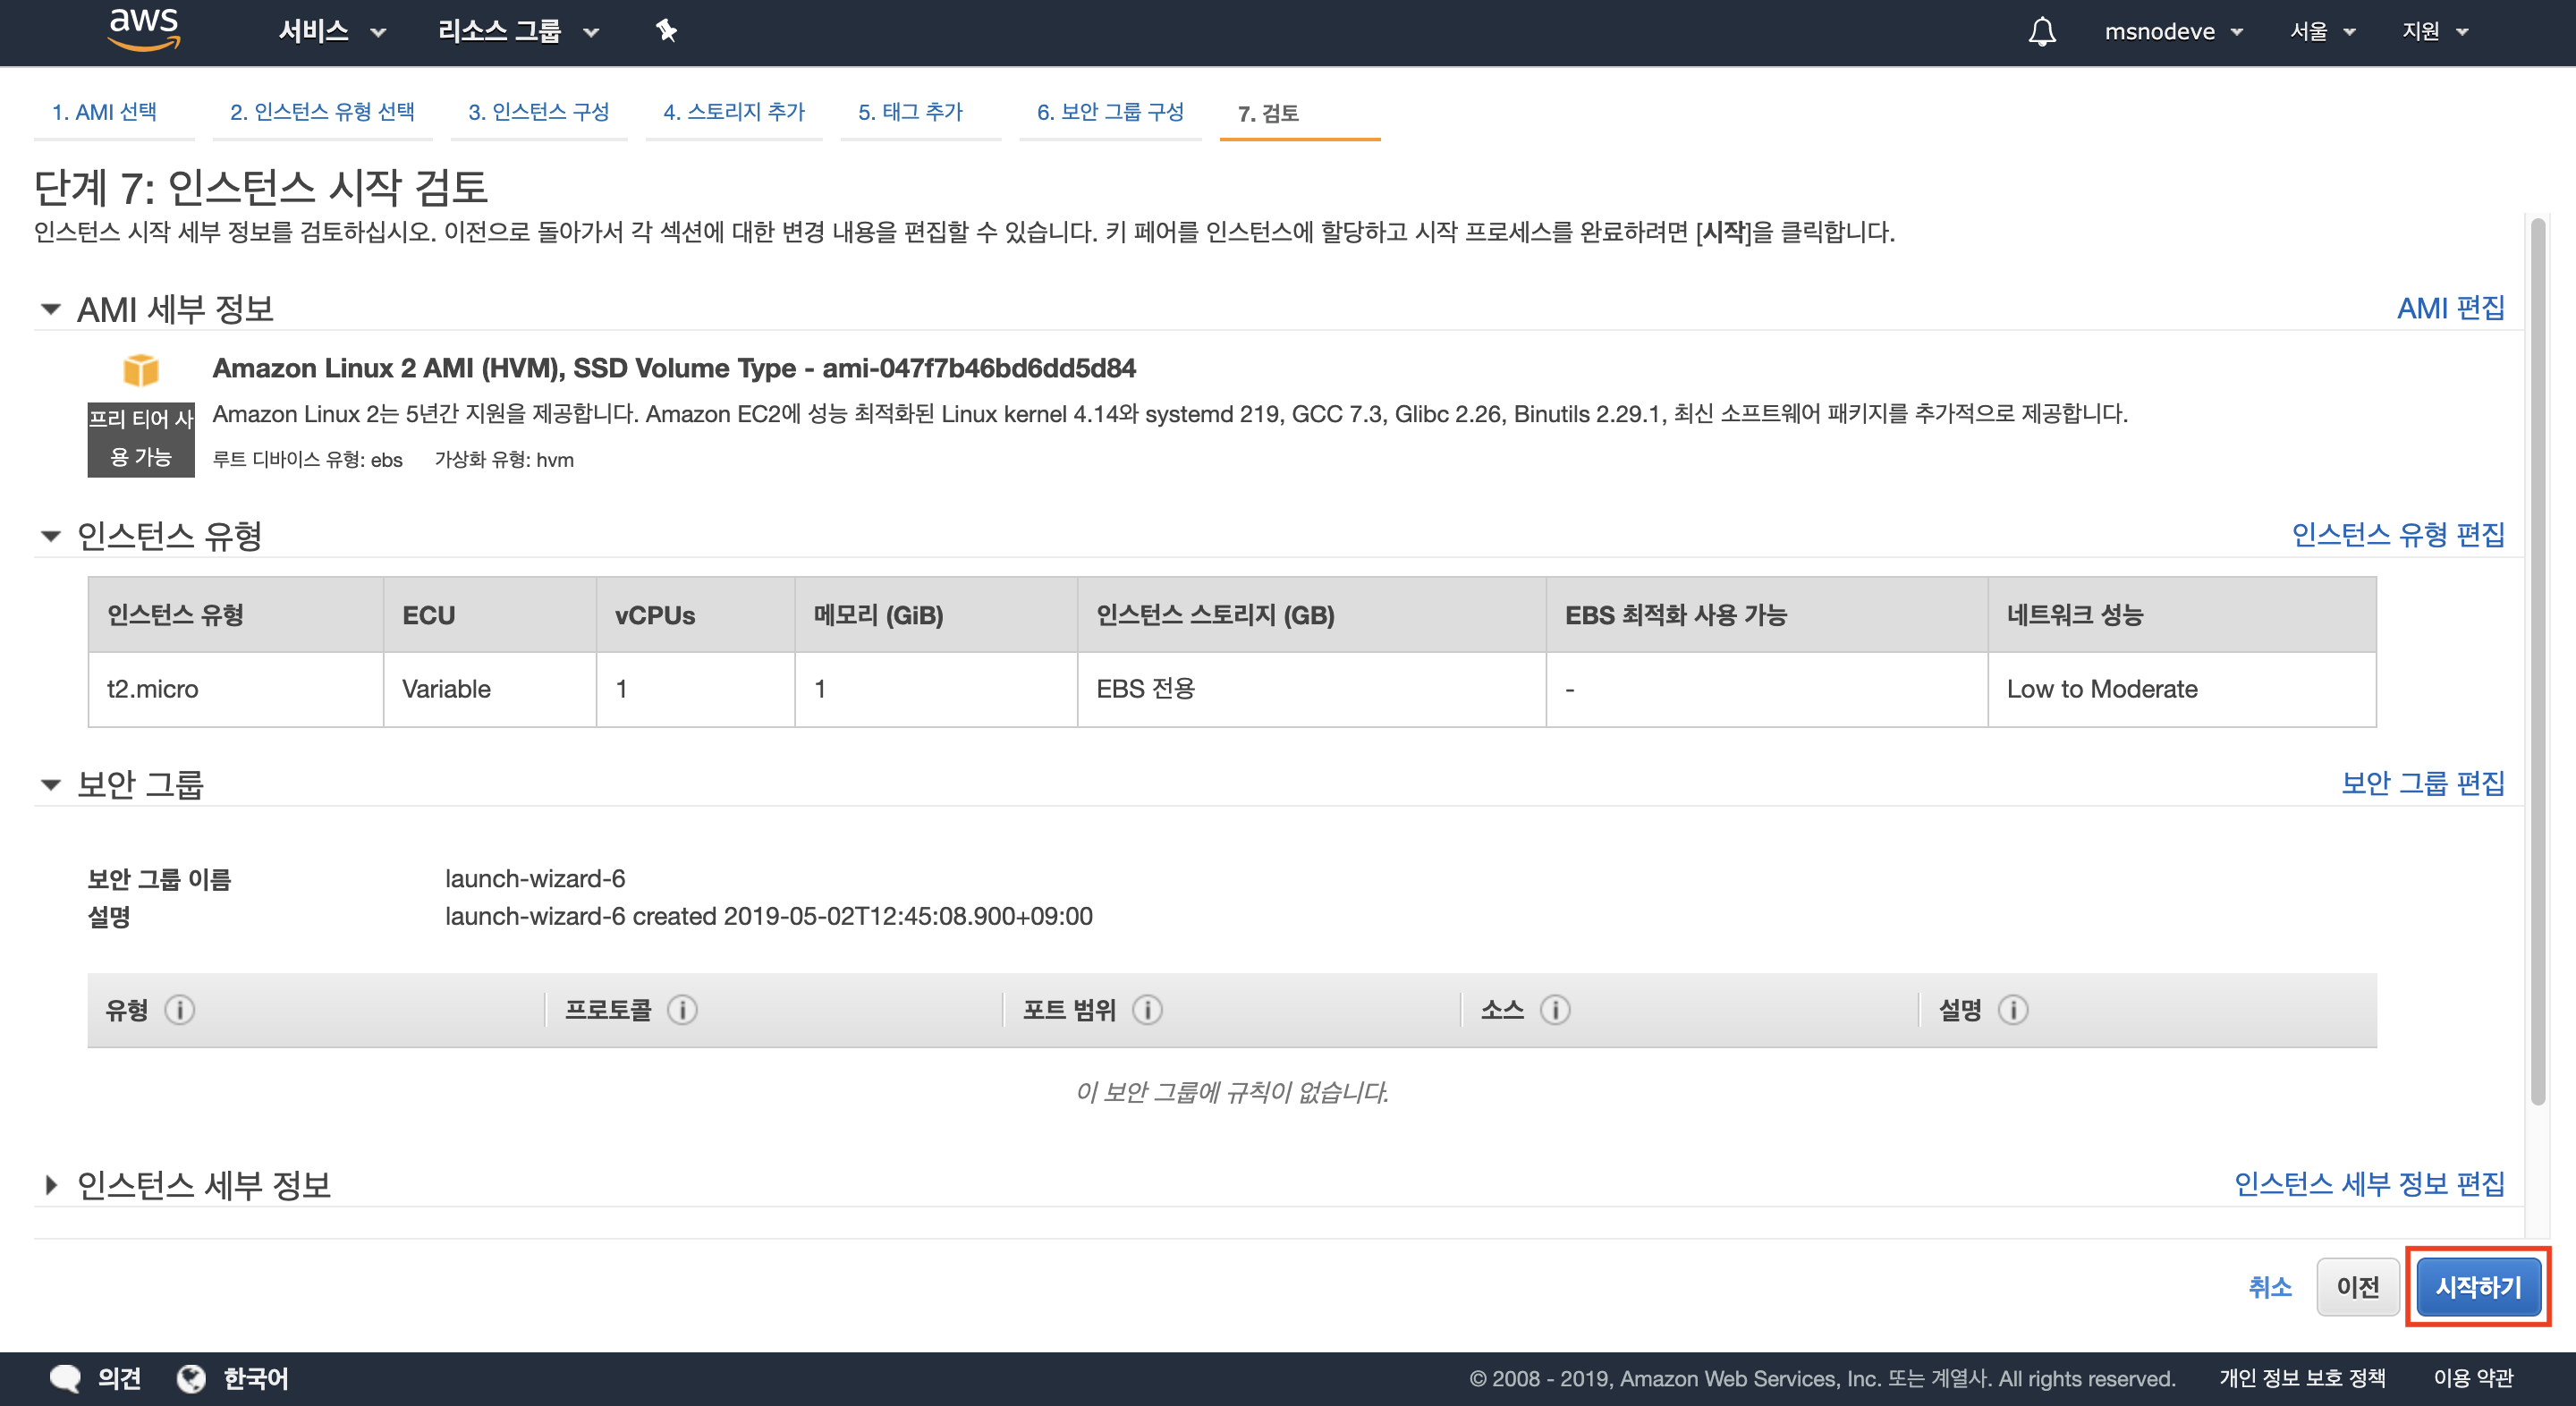 aws 서비스 리소스 그룹 msnodeve 서울 지원
1. AMI 선택 2. 인스턴스 유형 선택 3. 인스턴스 구성 4. 스토리지 추가 5. 태그 추가 6. 보안 그룹 구성 7. 검토
단계 7: 인스턴스 시작 검토
인스턴스 시작 세부 정보를 검토하십시오. 이전으로 돌아가서 각 섹션에 대한 변경 내용을 편집할 수 있습니다. 키 페어를 인스턴스에 할당하고 시작 프로세스를 완료하려면 [시작]을 클릭합니다.
AMI 세부 정보 AMI 편집
Amazon Linux 2 AMI (HVM), SSD Volume Type - ami-047f7b46bd6dd5d84
프리 티어 사
용 가능
Amazon Linux 2는 5년간 지원을 제공합니다. Amazon EC2에 성능 최적화된 Linux kernel 4.14와 systemd 219, GCC 7.3, Glibc 2.26, Binutils 2.29.1, 최신 소프트웨어 패키지를 추가적으로 제공합니다.
루트 디바이스 유형: ebs 가상화 유형: hvm
인스턴스 유형 인스턴스 유형 편집
인스턴스 유형 ECU vCPUs 메모리 (GiB) 인스턴스 스토리지 (GB) EBS 최적화 사용 가능 네트워크 성능
t2.micro Variable 1 1 EBS 전용 - Low to Moderate
보안 그룹 보안 그룹 편집
보안 그룹 이름 launch-wizard-6
설명 launch-wizard-6 created 2019-05-02T12:45:08.900+09:00
유형 i 프로토콜 i 포트 범위 i 소스 i 설명 i
이 보안 그룹에 규칙이 없습니다.
인스턴스 세부 정보 인스턴스 세부 정보 편집
취소 이전 시작하기
의견 한국어 © 2008 - 2019, Amazon Web Services, Inc. 또는 계열사. All rights reserved. 개인 정보 보호 정책 이용 약관